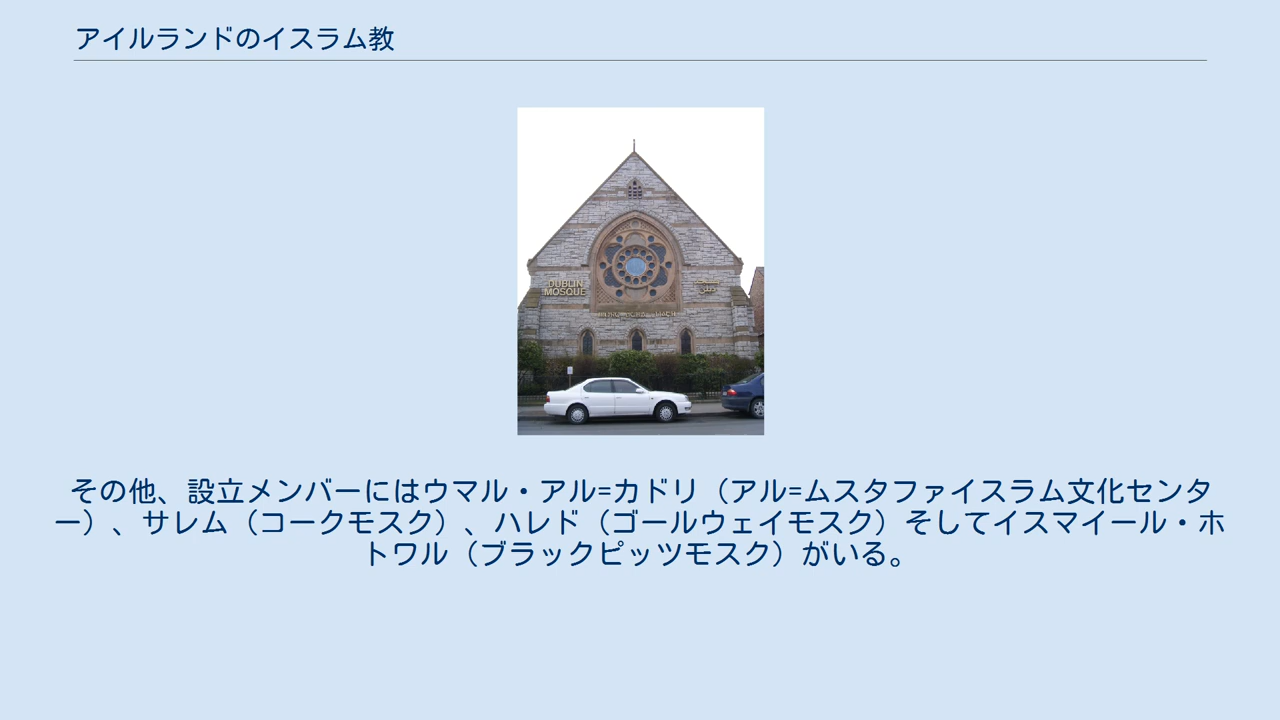 アイルランドのイスラム教
DUBLIN
MOSQUE
その他、設立メンバーにはウマル・アル=カドリ（アル=ムスタファイスラム文化センタ
ー）、サレム（コークモスク）、ハレド（ゴールウェイモスク）そしてイスマイール・ホ
トワル（ブラックピッツモスク）がいる。